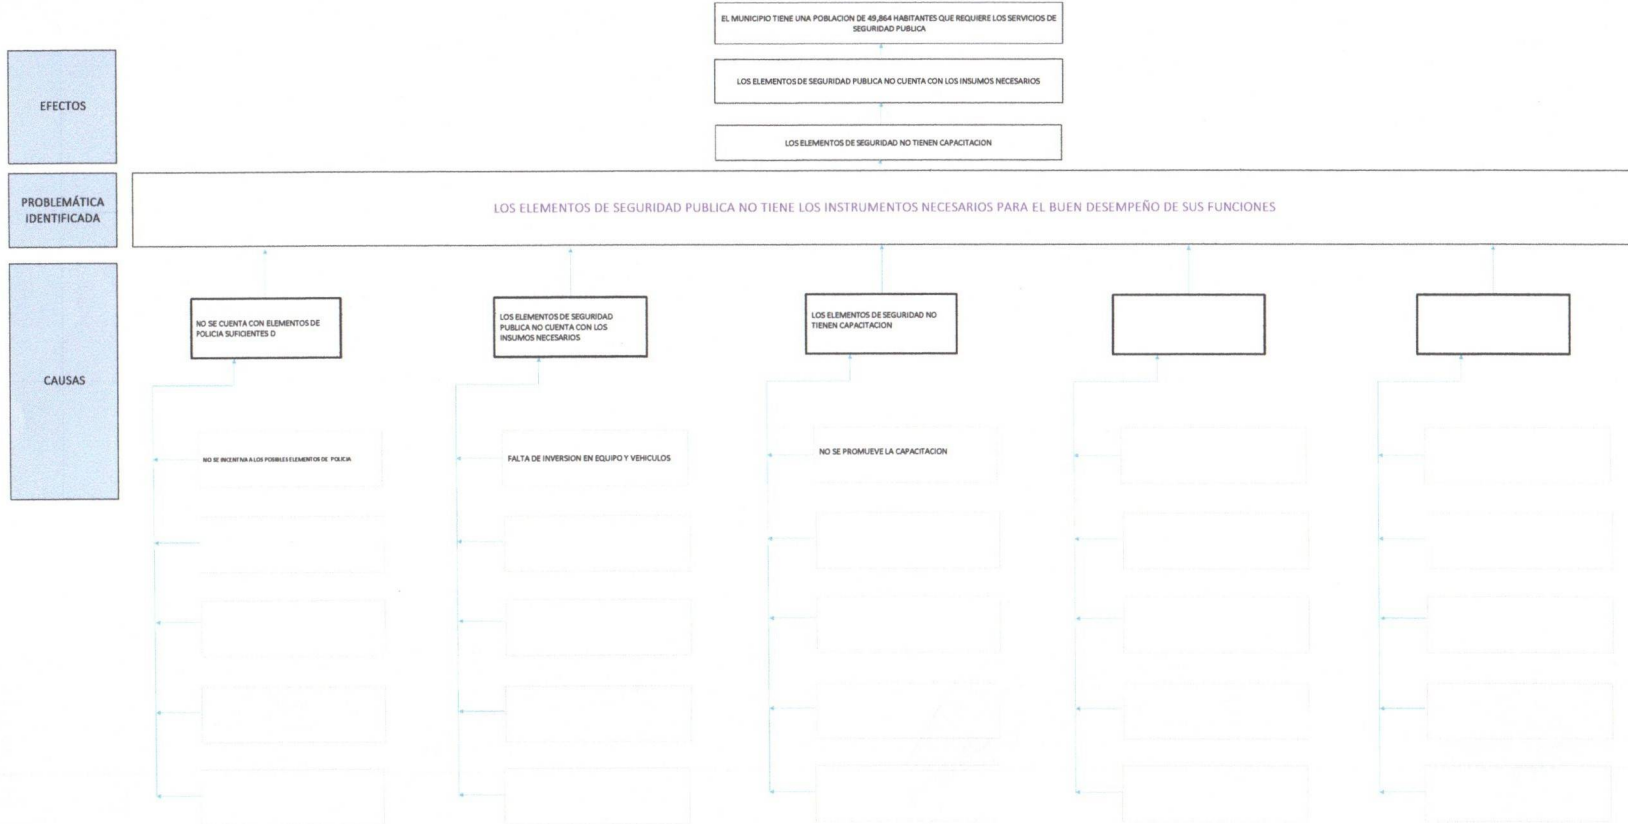 EL MUNICIPIO TIENE UNA POBLACION DE 49,864 HABITANTES QUE REQUIERE LOS SERVICIOS DE
SEGURIDAD PUBLICA
LOS ELEMENTOS DE SEGURIDAD PUBLICA NO CUENTA CON LOS INSUMOS NECESARIOS
EFECTOS
LOS ELEMENTOS DE SEGURIDAD NO TIENEN CAPACITACION
PROBLEMÁTICA
IDENTIFICADA
LOS ELEMENTOS DE SEGURIDAD PUBLICA NO TIENE LOS INSTRUMENTOS NECESARIOS PARA EL BUEN DESEMPEÑO DE SUS FUNCIONES
CAUSAS
NO SE CUENTA CON ELEMENTOS DE
POLICIA SUFICIENTES D
LOS ELEMENTOS DE SEGURIDAD
PUBLICA NO CUENTA CON LOS
INSUMOS NECESARIOS
LOS ELEMENTOS DE SEGURIDAD NO
TIENEN CAPACITACION
NO SE INCENTIVA A LOS POSIBLES ELEMENTOS DE POLICIA
FALTA DE INVERSION EN EQUIPO Y VEHICULOS
NO SE PROMUEVE LA CAPACITACION